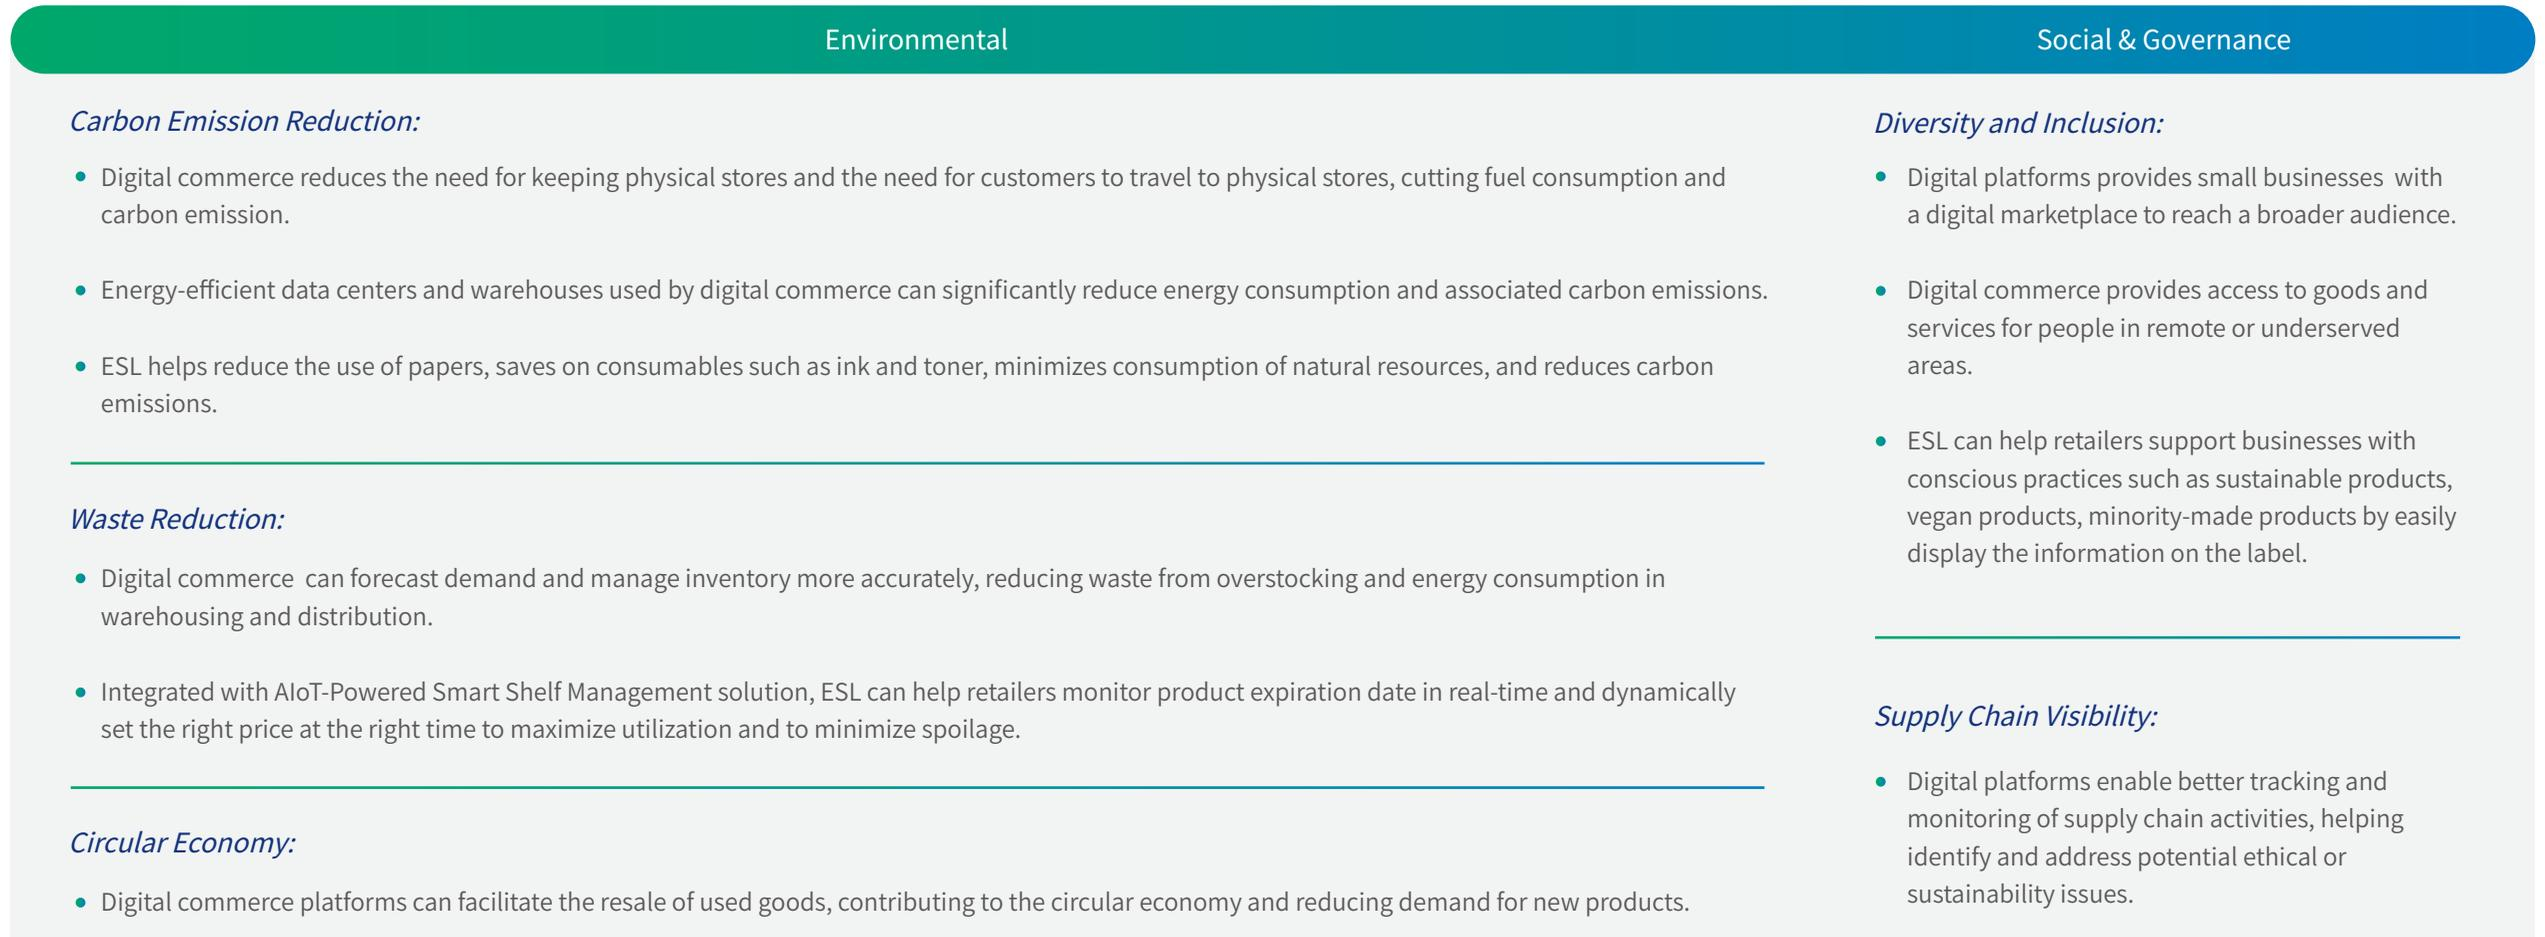 Environmental
Social & Governance
Carbon Emission Reduction:
Digital commerce reduces the need for keeping physical stores and the need for customers to travel to physical stores, cutting fuel consumption and
carbon emission.
Energy-efficient data centers and warehouses used by digital commerce can significantly reduce energy consumption and associated carbon emissions.
ESL helps reduce the use of papers, saves on consumables such as ink and toner, minimizes consumption of natural resources, and reduces carbon
emissions.
Waste Reduction:
Digital commerce  can forecast demand and manage inventory more accurately, reducing waste from overstocking and energy consumption in
warehousing and distribution.
Integrated with AIoT-Powered Smart Shelf Management solution, ESL can help retailers monitor product expiration date in real-time and dynamically
set the right price at the right time to maximize utilization and to minimize spoilage.
Circular Economy:
Digital commerce platforms can facilitate the resale of used goods, contributing to the circular economy and reducing demand for new products.
Diversity and Inclusion:
Digital platforms provides small businesses  with
a digital marketplace to reach a broader audience.
Digital commerce provides access to goods and
services for people in remote or underserved
areas.
ESL can help retailers support businesses with
conscious practices such as sustainable products,
vegan products, minority-made products by easily
display the information on the label.
Supply Chain Visibility:
Digital platforms enable better tracking and
monitoring of supply chain activities, helping
identify and address potential ethical or
sustainability issues.